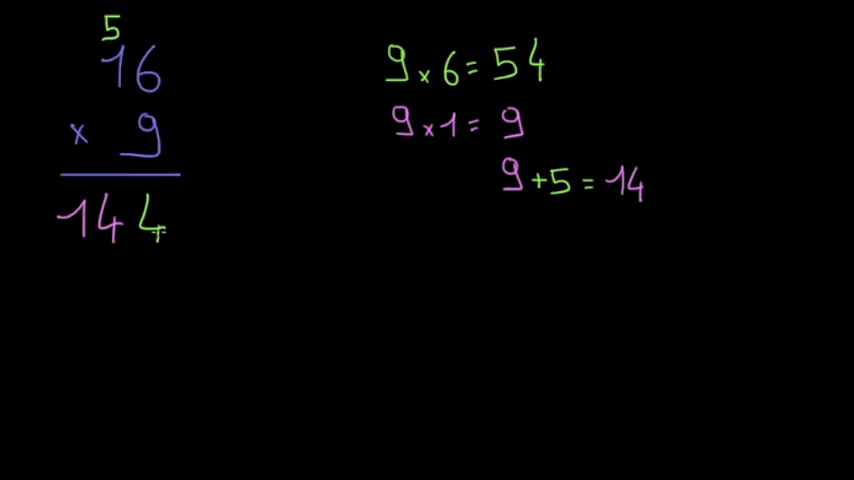 5
16
x 9
144
9 x 6 = 54
9 x 1 = 9
9 + 5 = 14